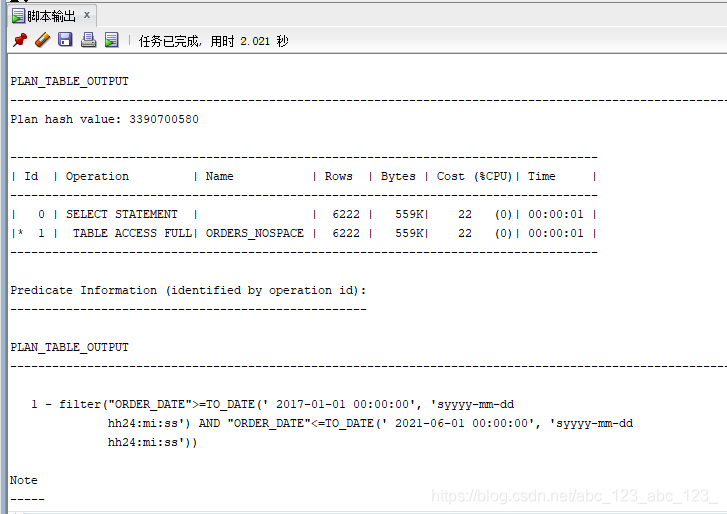 脚本输出 x
任务已完成, 用时 2.021 秒
PLAN_TABLE_OUTPUT
--------------------------------------------------------------------------------------------------------
Plan hash value: 3390700580
------------------------------------------------------------------------------------
| Id  | Operation         | Name           | Rows  | Bytes | Cost (%CPU)| Time     |
------------------------------------------------------------------------------------
|   0 | SELECT STATEMENT  |                |  6222 |   559K|    22   (0)| 00:00:01 |
|*  1 |  TABLE ACCESS FULL| ORDERS_NOSPACE |  6222 |   559K|    22   (0)| 00:00:01 |
------------------------------------------------------------------------------------
Predicate Information (identified by operation id):
---------------------------------------------------
PLAN_TABLE_OUTPUT
--------------------------------------------------------------------------------------------------------
1 - filter("ORDER_DATE">=TO_DATE(' 2017-01-01 00:00:00', 'syyyy-mm-dd
hh24:mi:ss') AND "ORDER_DATE"<=TO_DATE(' 2021-06-01 00:00:00', 'syyyy-mm-dd
hh24:mi:ss'))
Note
-----
https://blog.csdn.net/abc_123_abc_123_